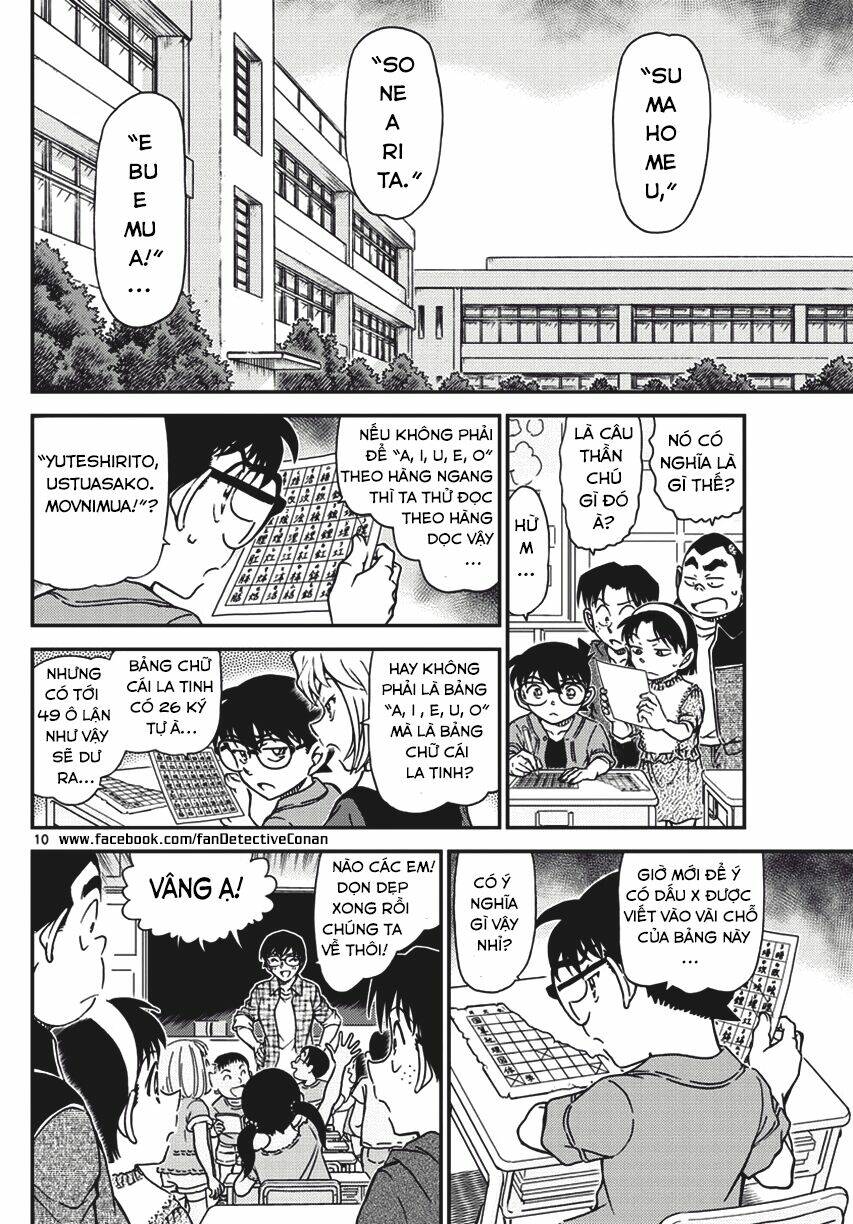 "SU
MA
HO
ME
U,"
"SO
NE
A
RI
TA."
"E
BU
E
MU
A!"
...
NÓ CÓ
NGHĨA LÀ
GÌ THẾ?
LÀ CÂU
THẦN
CHÚ
GÌ ĐÓ
À?
HỪ
M
...
NẾU KHÔNG PHẢI
ĐỂ "A, I, U, E, O"
THEO HÀNG NGANG
THÌ TA THỬ ĐỌC
THEO HÀNG
DỌC VẬY
...
"YUTESHIRITO,
USTUASAKO.
MOVNIMUA!"?
HAY KHÔNG
PHẢI LÀ BẢNG
"A, I , E, U, O"
MÀ LÀ BẢNG
CHỮ CÁI
LA TINH?
BẢNG CHỮ
CÁI LA TINH
CÓ 26 KÝ
TỰ À...
NHƯNG
CÓ TỚI
49 Ô LẬN
NHƯ VẬY
SẼ DƯ
RA...
10 www.facebook.com/fanDetectiveConan
GIỜ MỚI ĐỂ Ý
CÓ DẤU X ĐƯỢC
VIẾT VÀO VÀI CHỖ
CỦA BẢNG NÀY
...
CÓ Ý
NGHĨA
GÌ VẬY
NHỈ?
NÀO CÁC EM!
DỌN DẸP
XONG RỒI
CHÚNG TA
VỀ THÔI!
VÂNG Ạ!